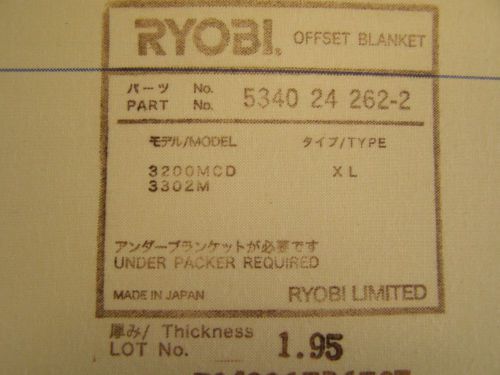 RYOBI. OFFSET BLANKET
パーツ No.
PART No. 5340 24 262-2
モデル/MODEL タイプ/TYPE
3200MCD XL
3302M
アンダーブランケットが必要です
UNDER PACKER REQUIRED
MADE IN JAPAN RYOBI LIMITED
厚み/Thickness 1.95
LOT No.